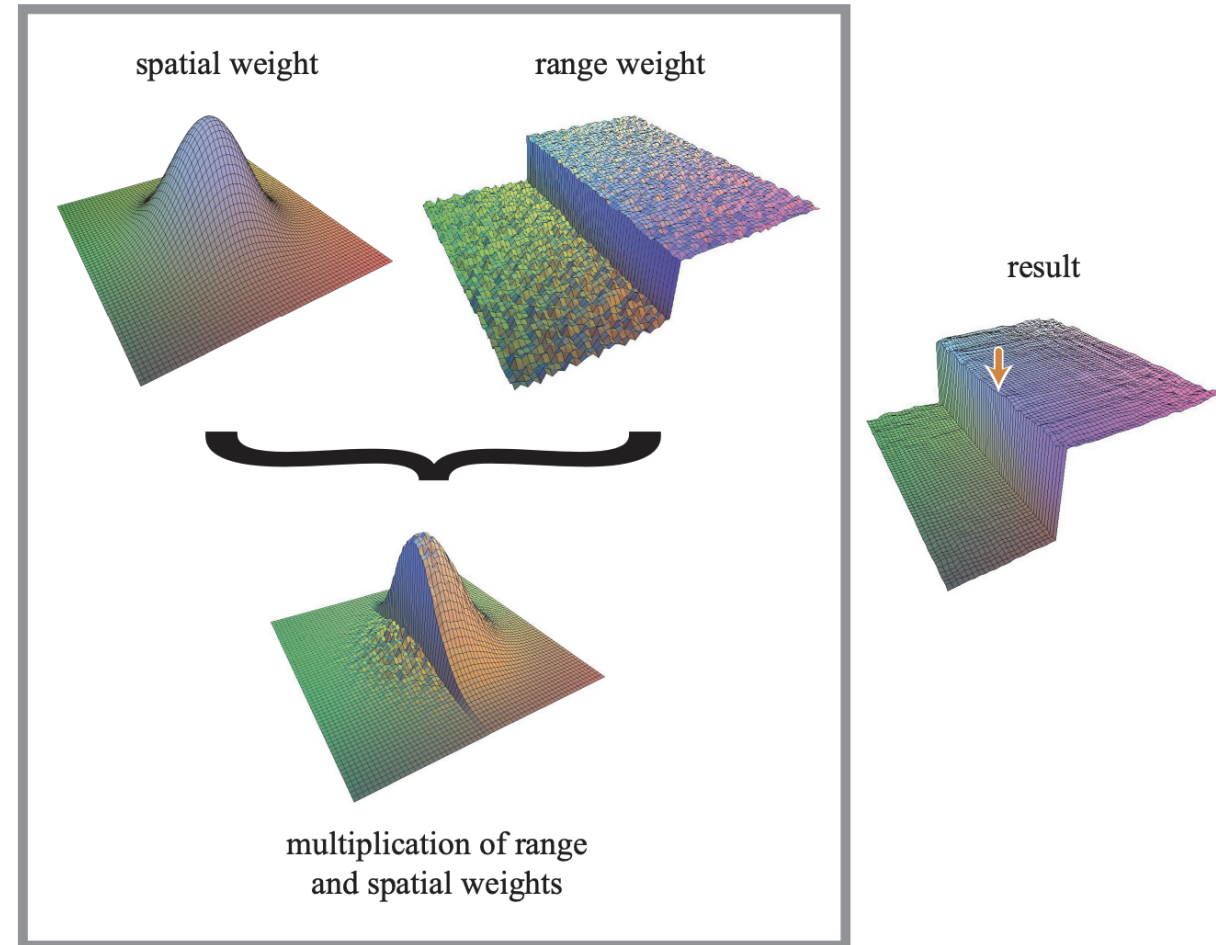 spatial weight
range weight
result
multiplication of range
and spatial weights